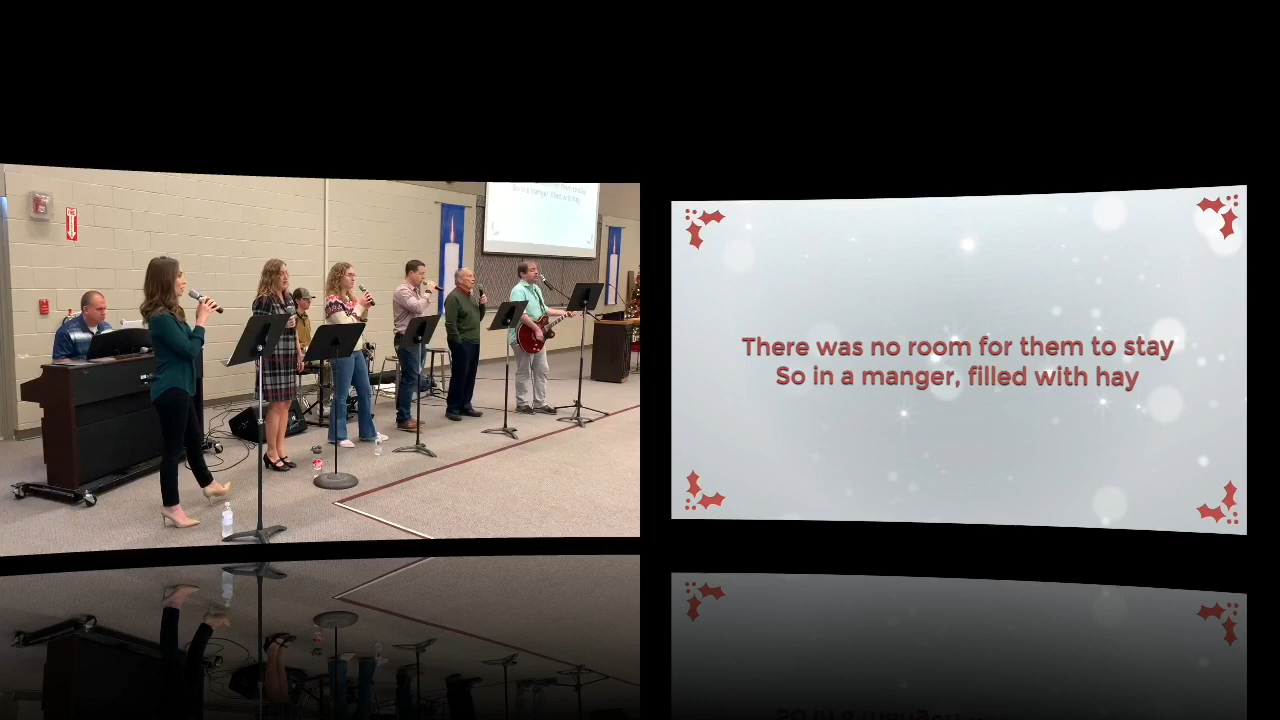 There was no room for them to stay
So in a manger, filled with hay